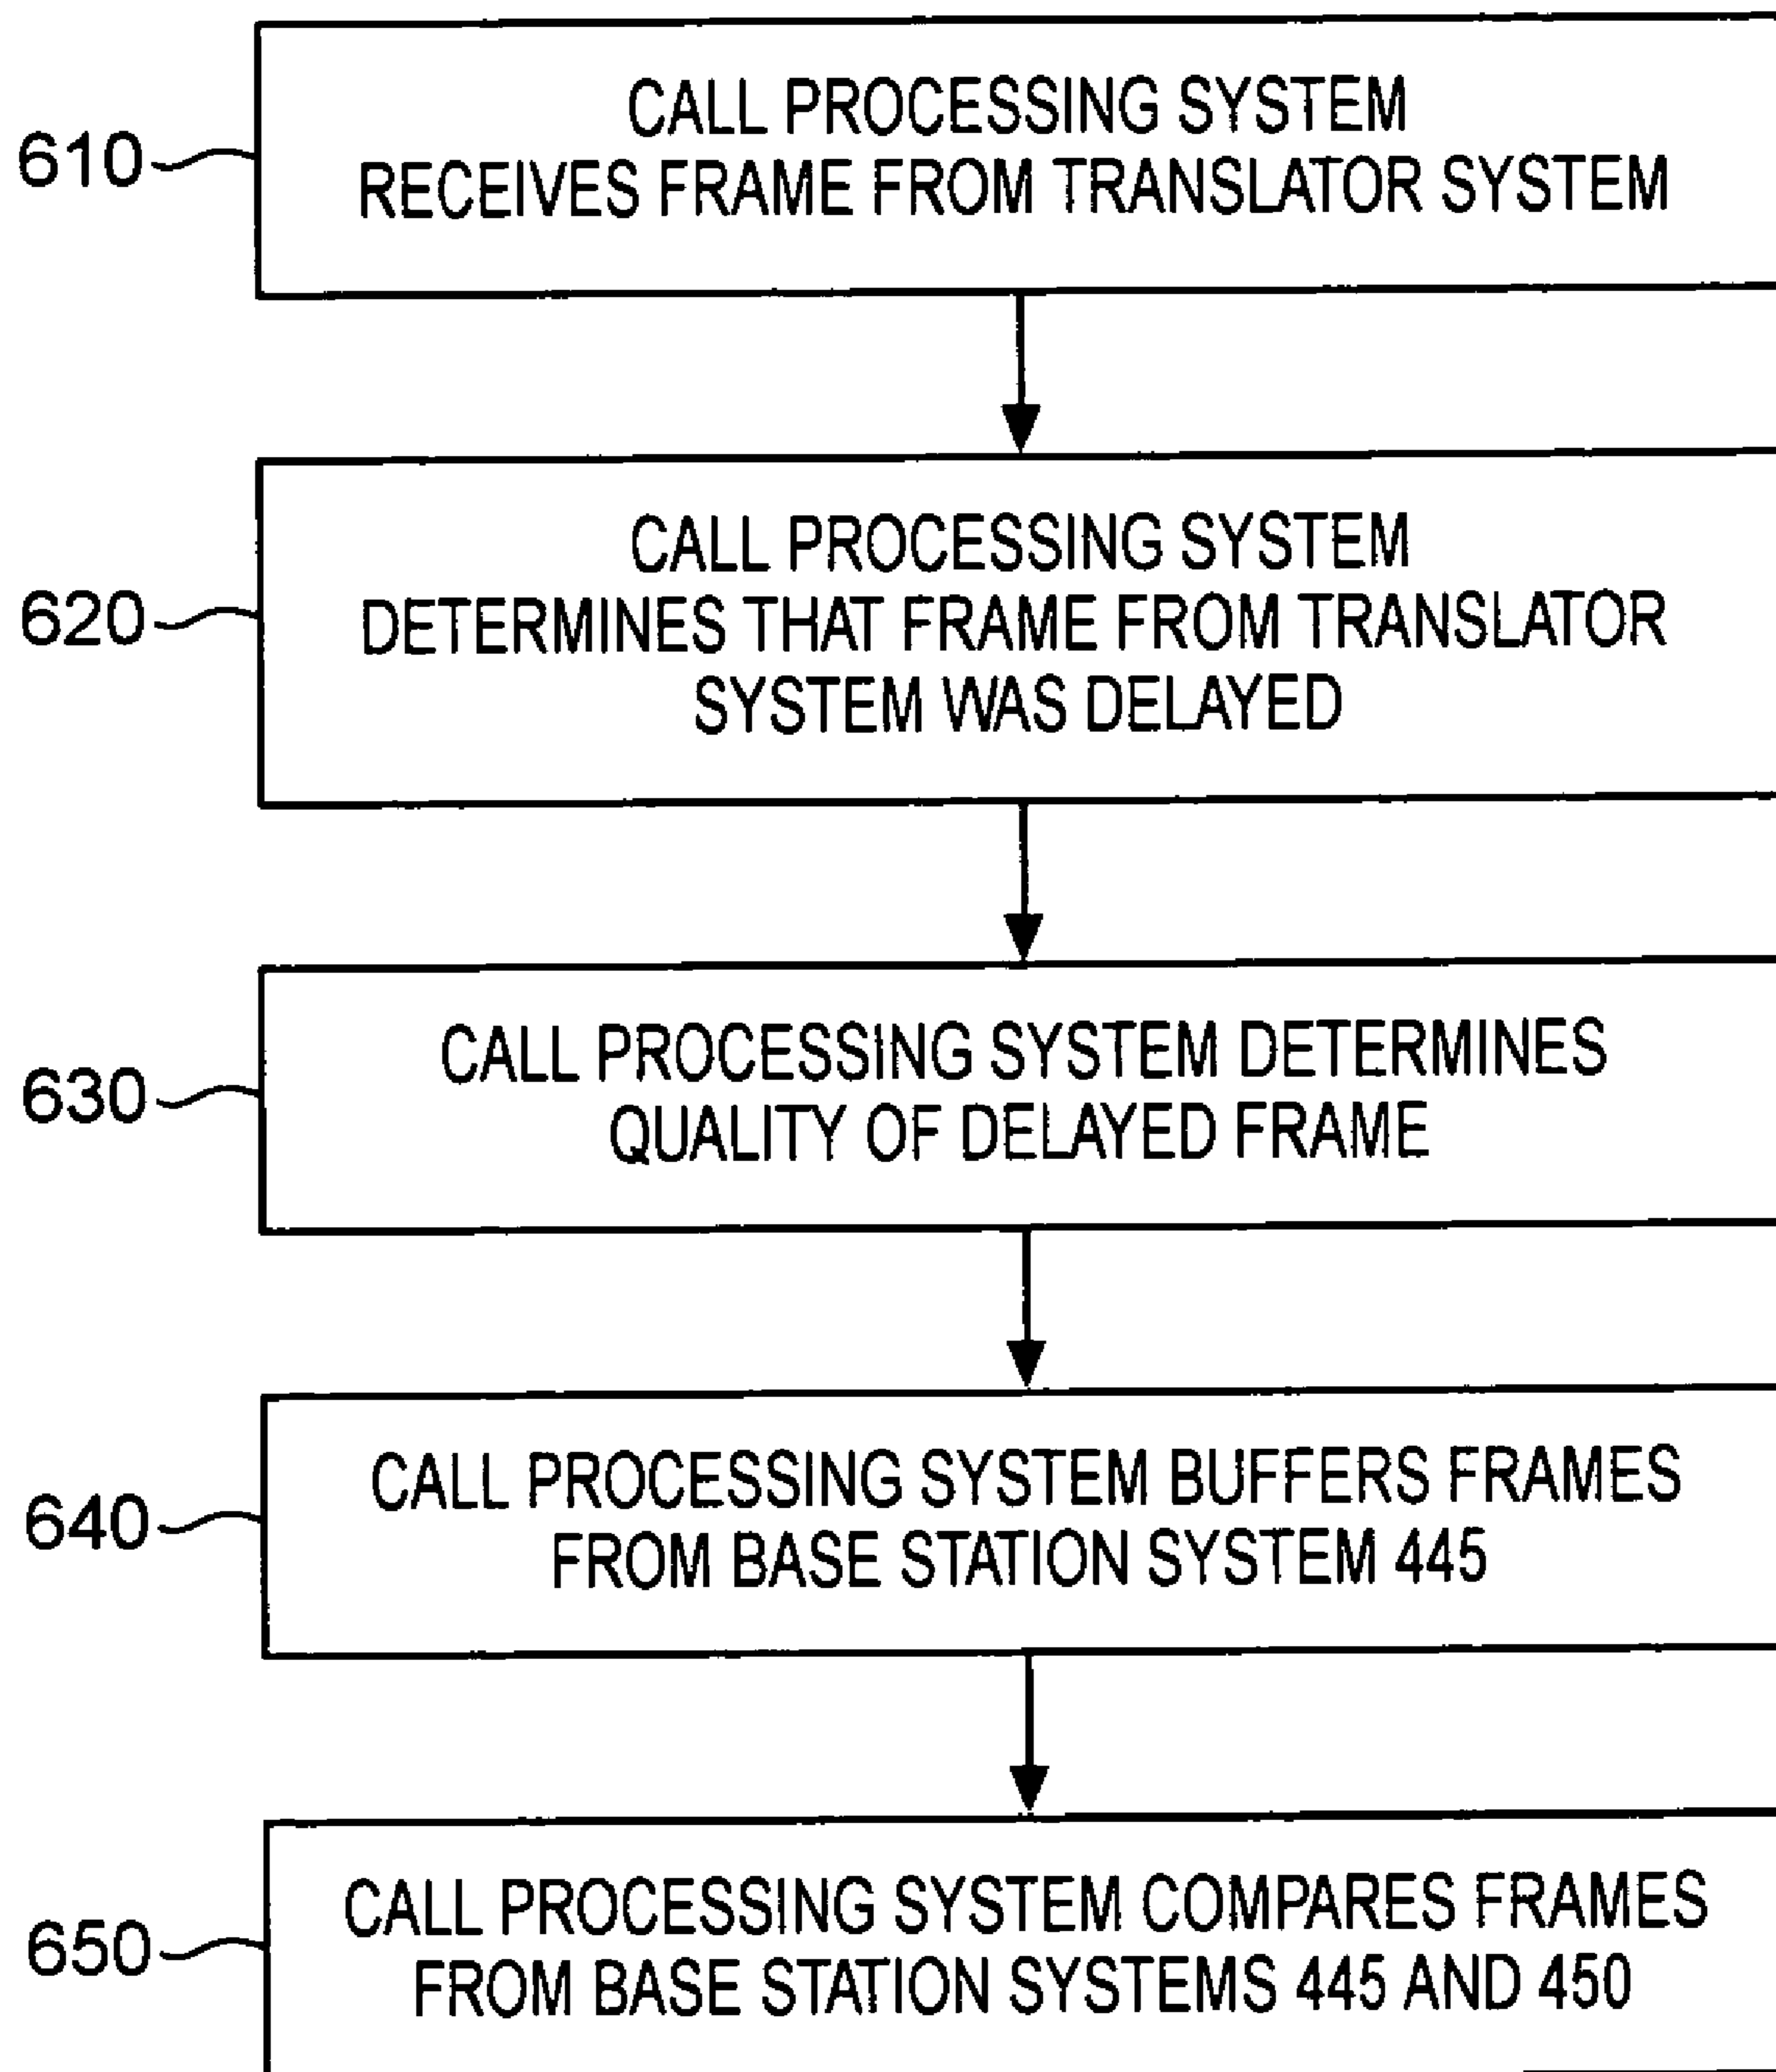 610
CALL PROCESSING SYSTEM
RECEIVES FRAME FROM TRANSLATOR SYSTEM
620
CALL PROCESSING SYSTEM
DETERMINES THAT FRAME FROM TRANSLATOR
SYSTEM WAS DELAYED
630
CALL PROCESSING SYSTEM DETERMINES
QUALITY OF DELAYED FRAME
640
CALL PROCESSING SYSTEM BUFFERS FRAMES
FROM BASE STATION SYSTEM 445
650
CALL PROCESSING SYSTEM COMPARES FRAMES
FROM BASE STATION SYSTEMS 445 AND 450